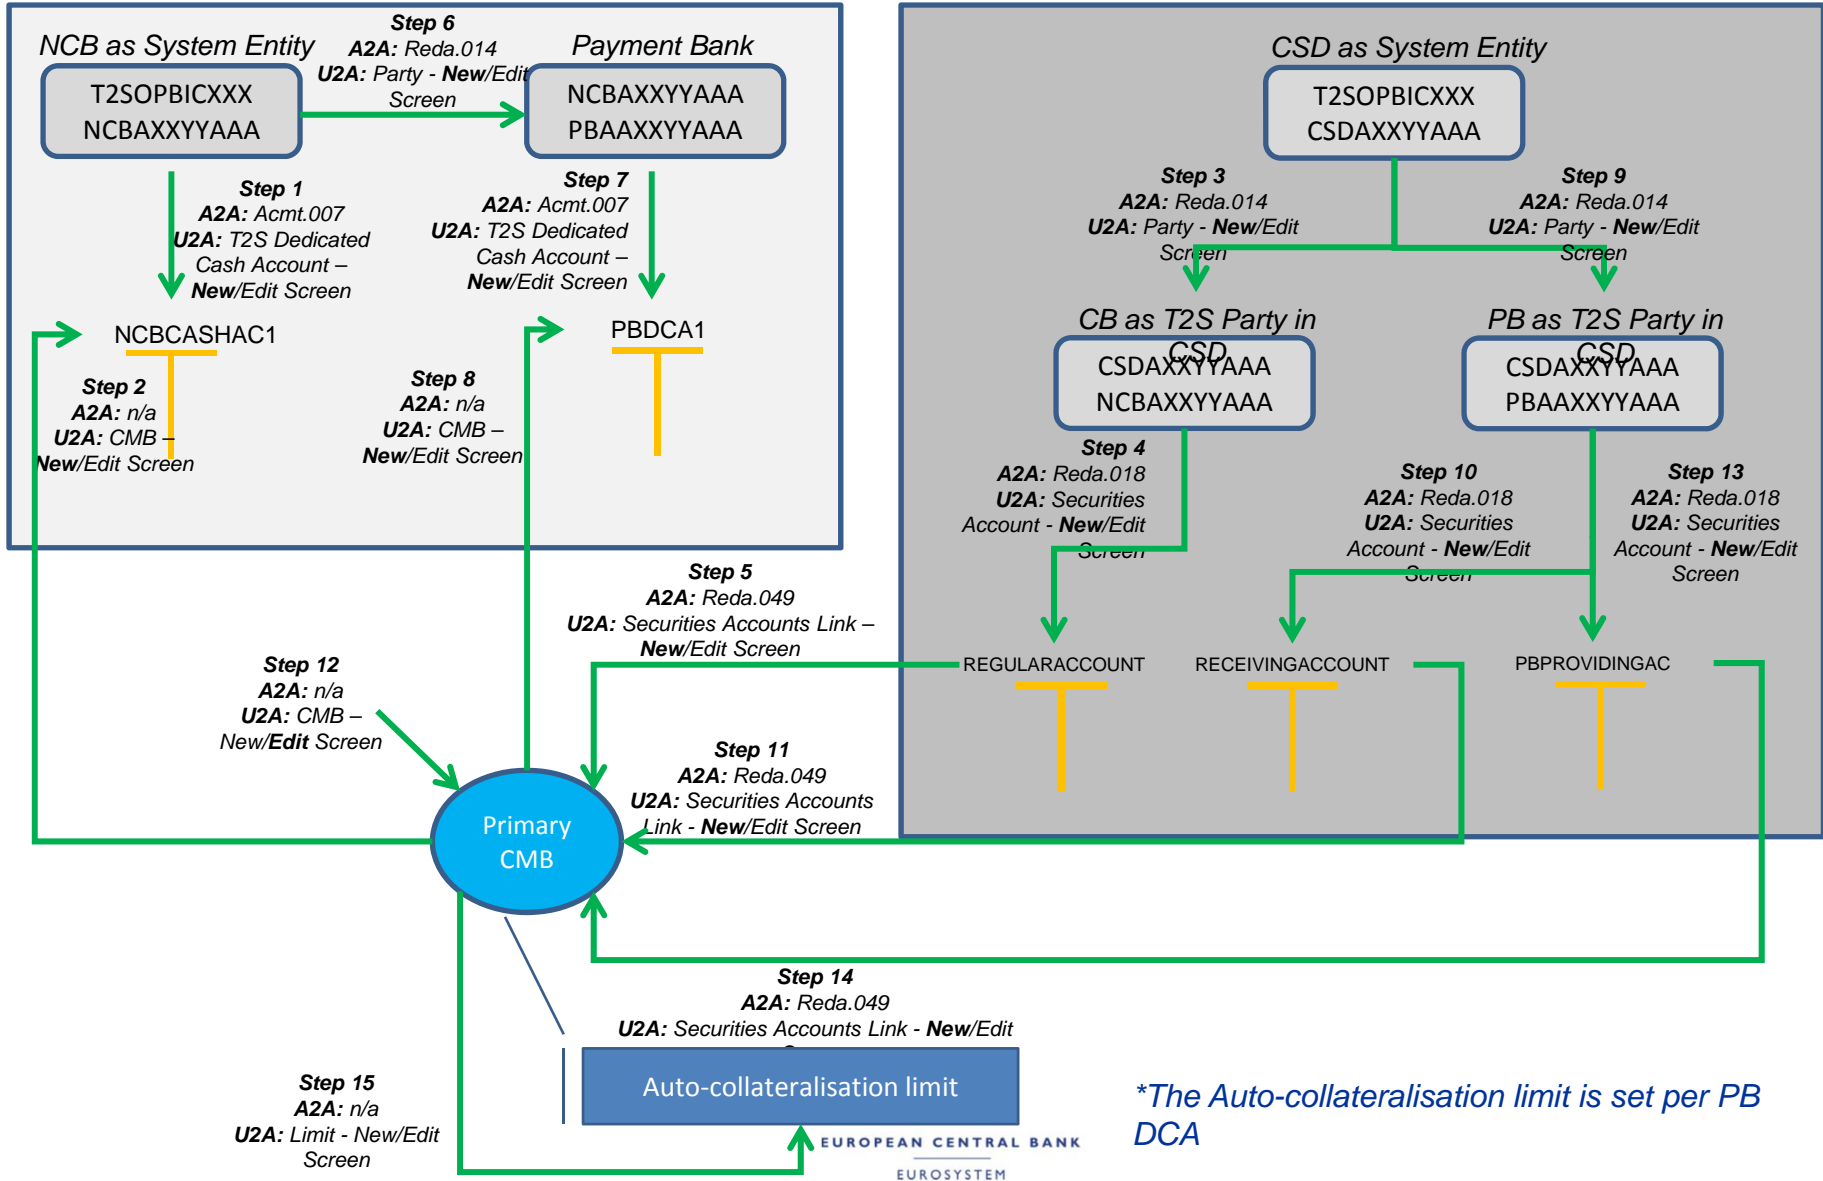 NCB as System Entity
T2SOPBICXXX
NCBAXXYYAAA
Step 6
A2A: Reda.014
U2A: Party - New/Edit
Screen
Payment Bank
NCBAXXYYAAA
PBAAXXYYAAA
Step 1
A2A: Acmt.007
U2A: T2S Dedicated
Cash Account –
New/Edit Screen
Step 7
A2A: Acmt.007
U2A: T2S Dedicated
Cash Account –
New/Edit Screen
NCBCASHAC1
PBDCA1
Step 2
A2A: n/a
U2A: CMB –
New/Edit Screen
Step 8
A2A: n/a
U2A: CMB –
New/Edit Screen
CSD as System Entity
T2SOPBICXXX
CSDAXXYYAAA
Step 3
A2A: Reda.014
U2A: Party - New/Edit
Screen
Step 9
A2A: Reda.014
U2A: Party - New/Edit
Screen
CB as T2S Party in
CSD
CSDAXXYYAAA
NCBAXXYYAAA
PB as T2S Party in
CSD
CSDAXXYYAAA
PBAAXXYYAAA
Step 4
A2A: Reda.018
U2A: Securities
Account - New/Edit
Screen
Step 10
A2A: Reda.018
U2A: Securities
Account - New/Edit
Screen
Step 13
A2A: Reda.018
U2A: Securities
Account - New/Edit
Screen
REGULARACCOUNT
RECEIVINGACCOUNT
PBPROVIDINGAC
Step 5
A2A: Reda.049
U2A: Securities Accounts Link –
New/Edit Screen
Step 12
A2A: n/a
U2A: CMB –
New/Edit Screen
Step 11
A2A: Reda.049
U2A: Securities Accounts
Link - New/Edit Screen
Primary
CMB
Step 14
A2A: Reda.049
U2A: Securities Accounts Link - New/Edit
Auto-collateralisation limit
Step 15
A2A: n/a
U2A: Limit - New/Edit
Screen
*The Auto-collateralisation limit is set per PB
DCA
EUROPEAN CENTRAL BANK
EUROSYSTEM